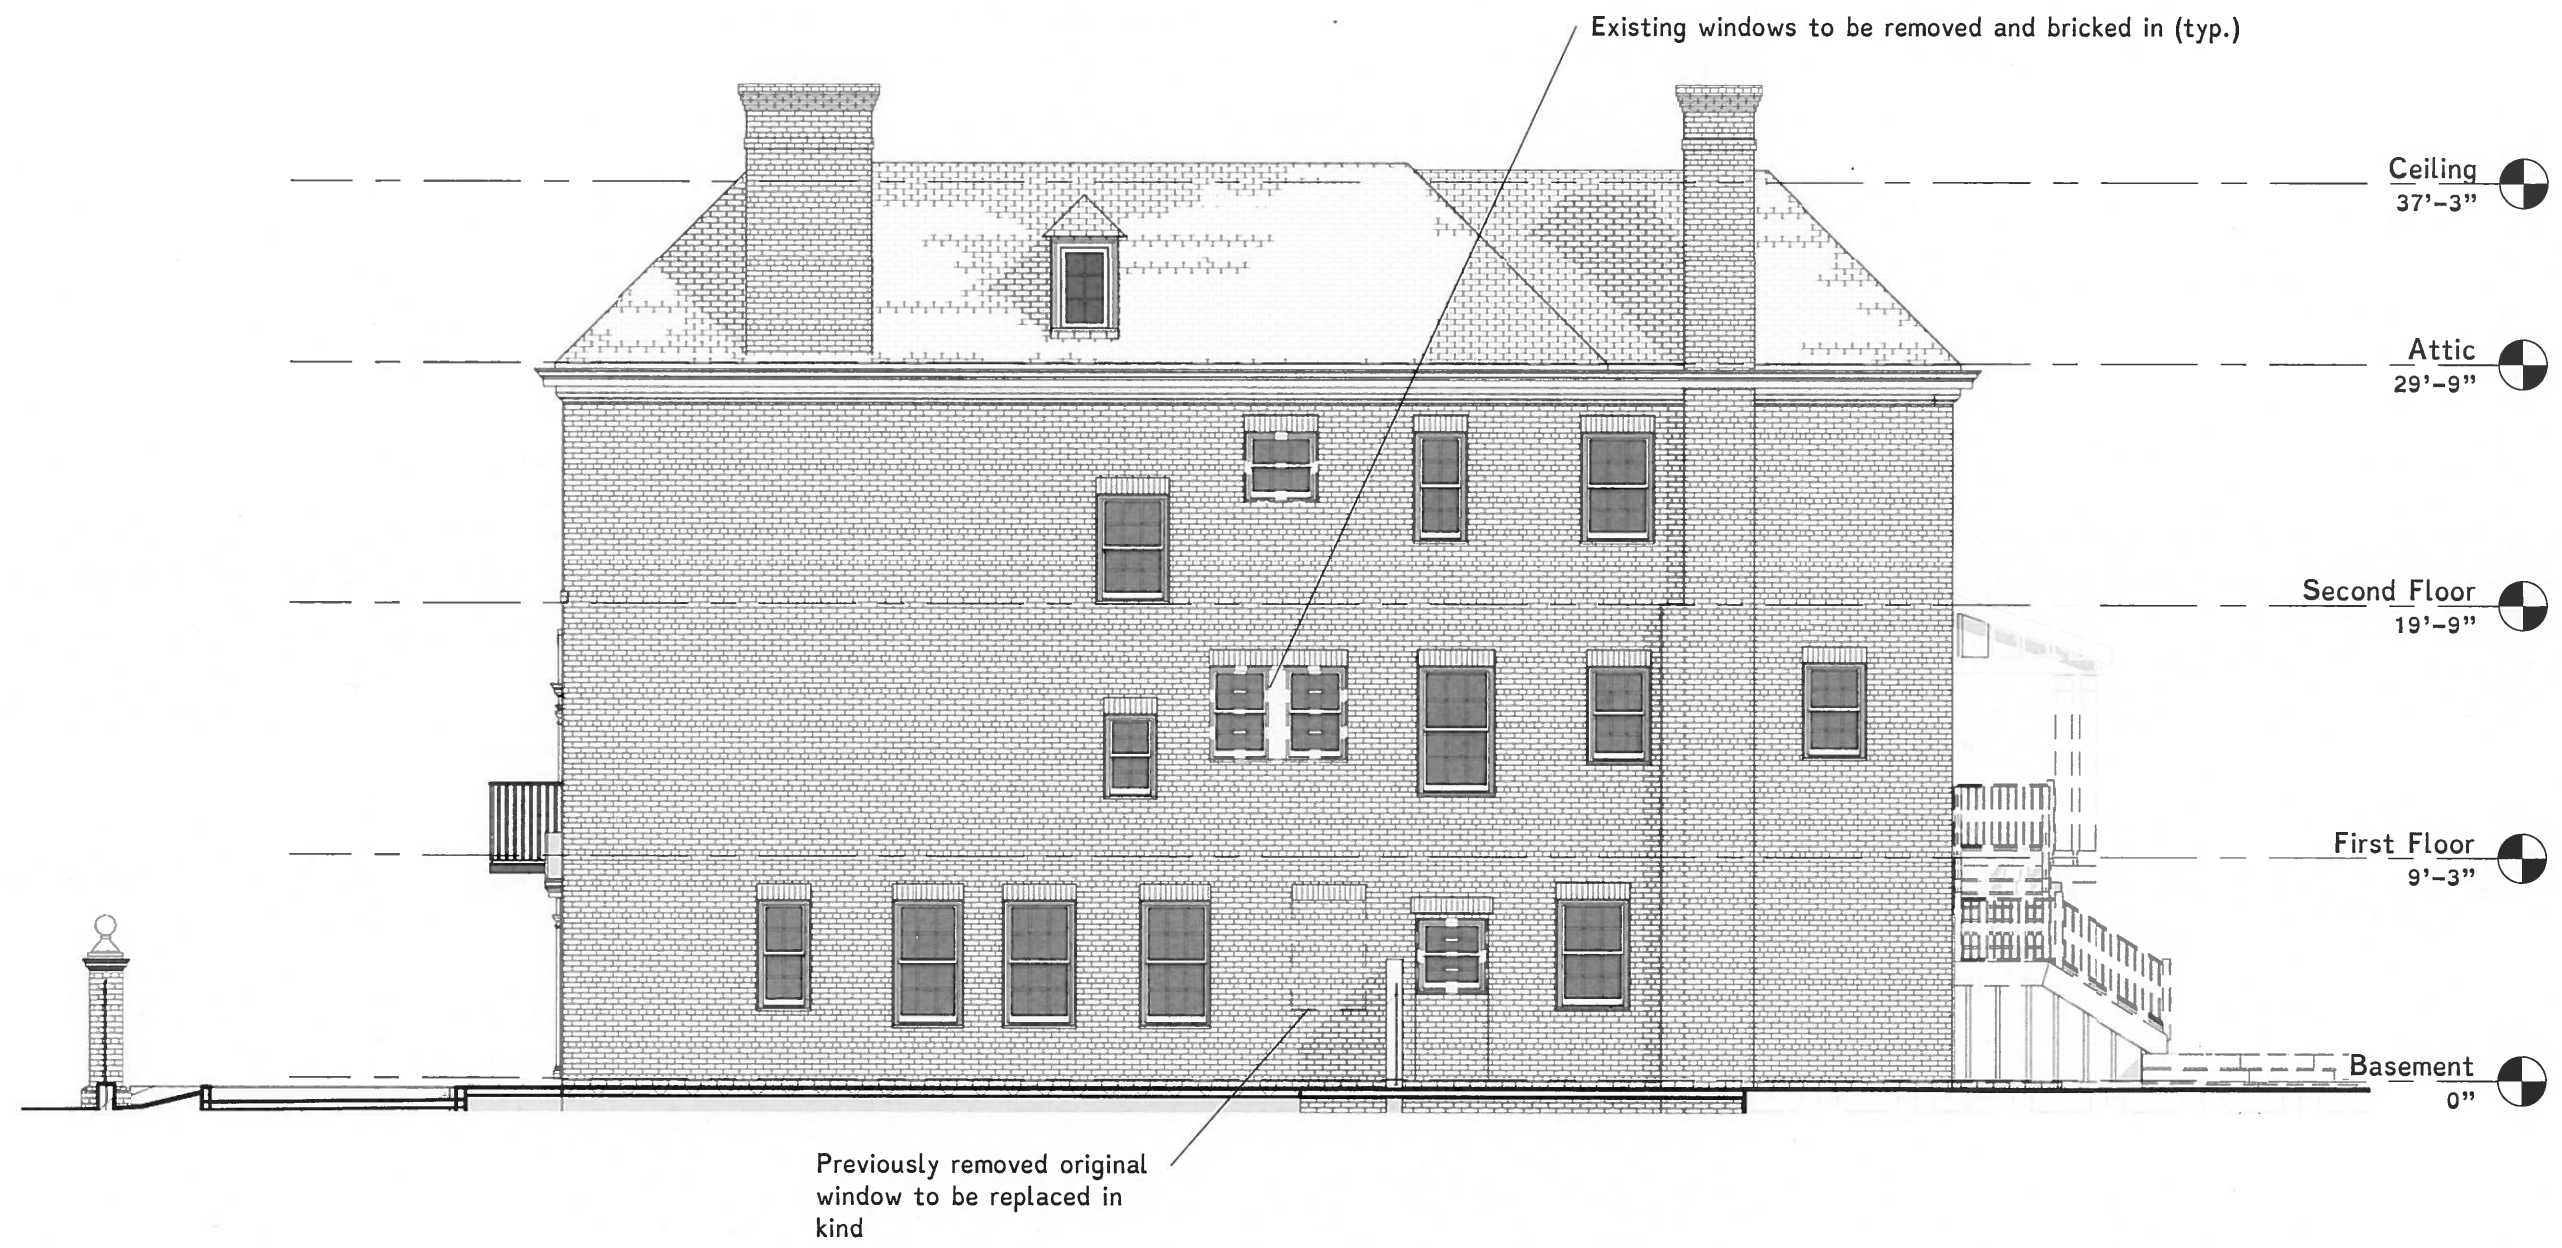 Existing windows to be removed and bricked in (typ.)
Ceiling
37'-3"
Attic
29'-9"
Second Floor
19'-9"
First Floor
9'-3"
Basement
0"
Previously removed original
window to be replaced in
kind